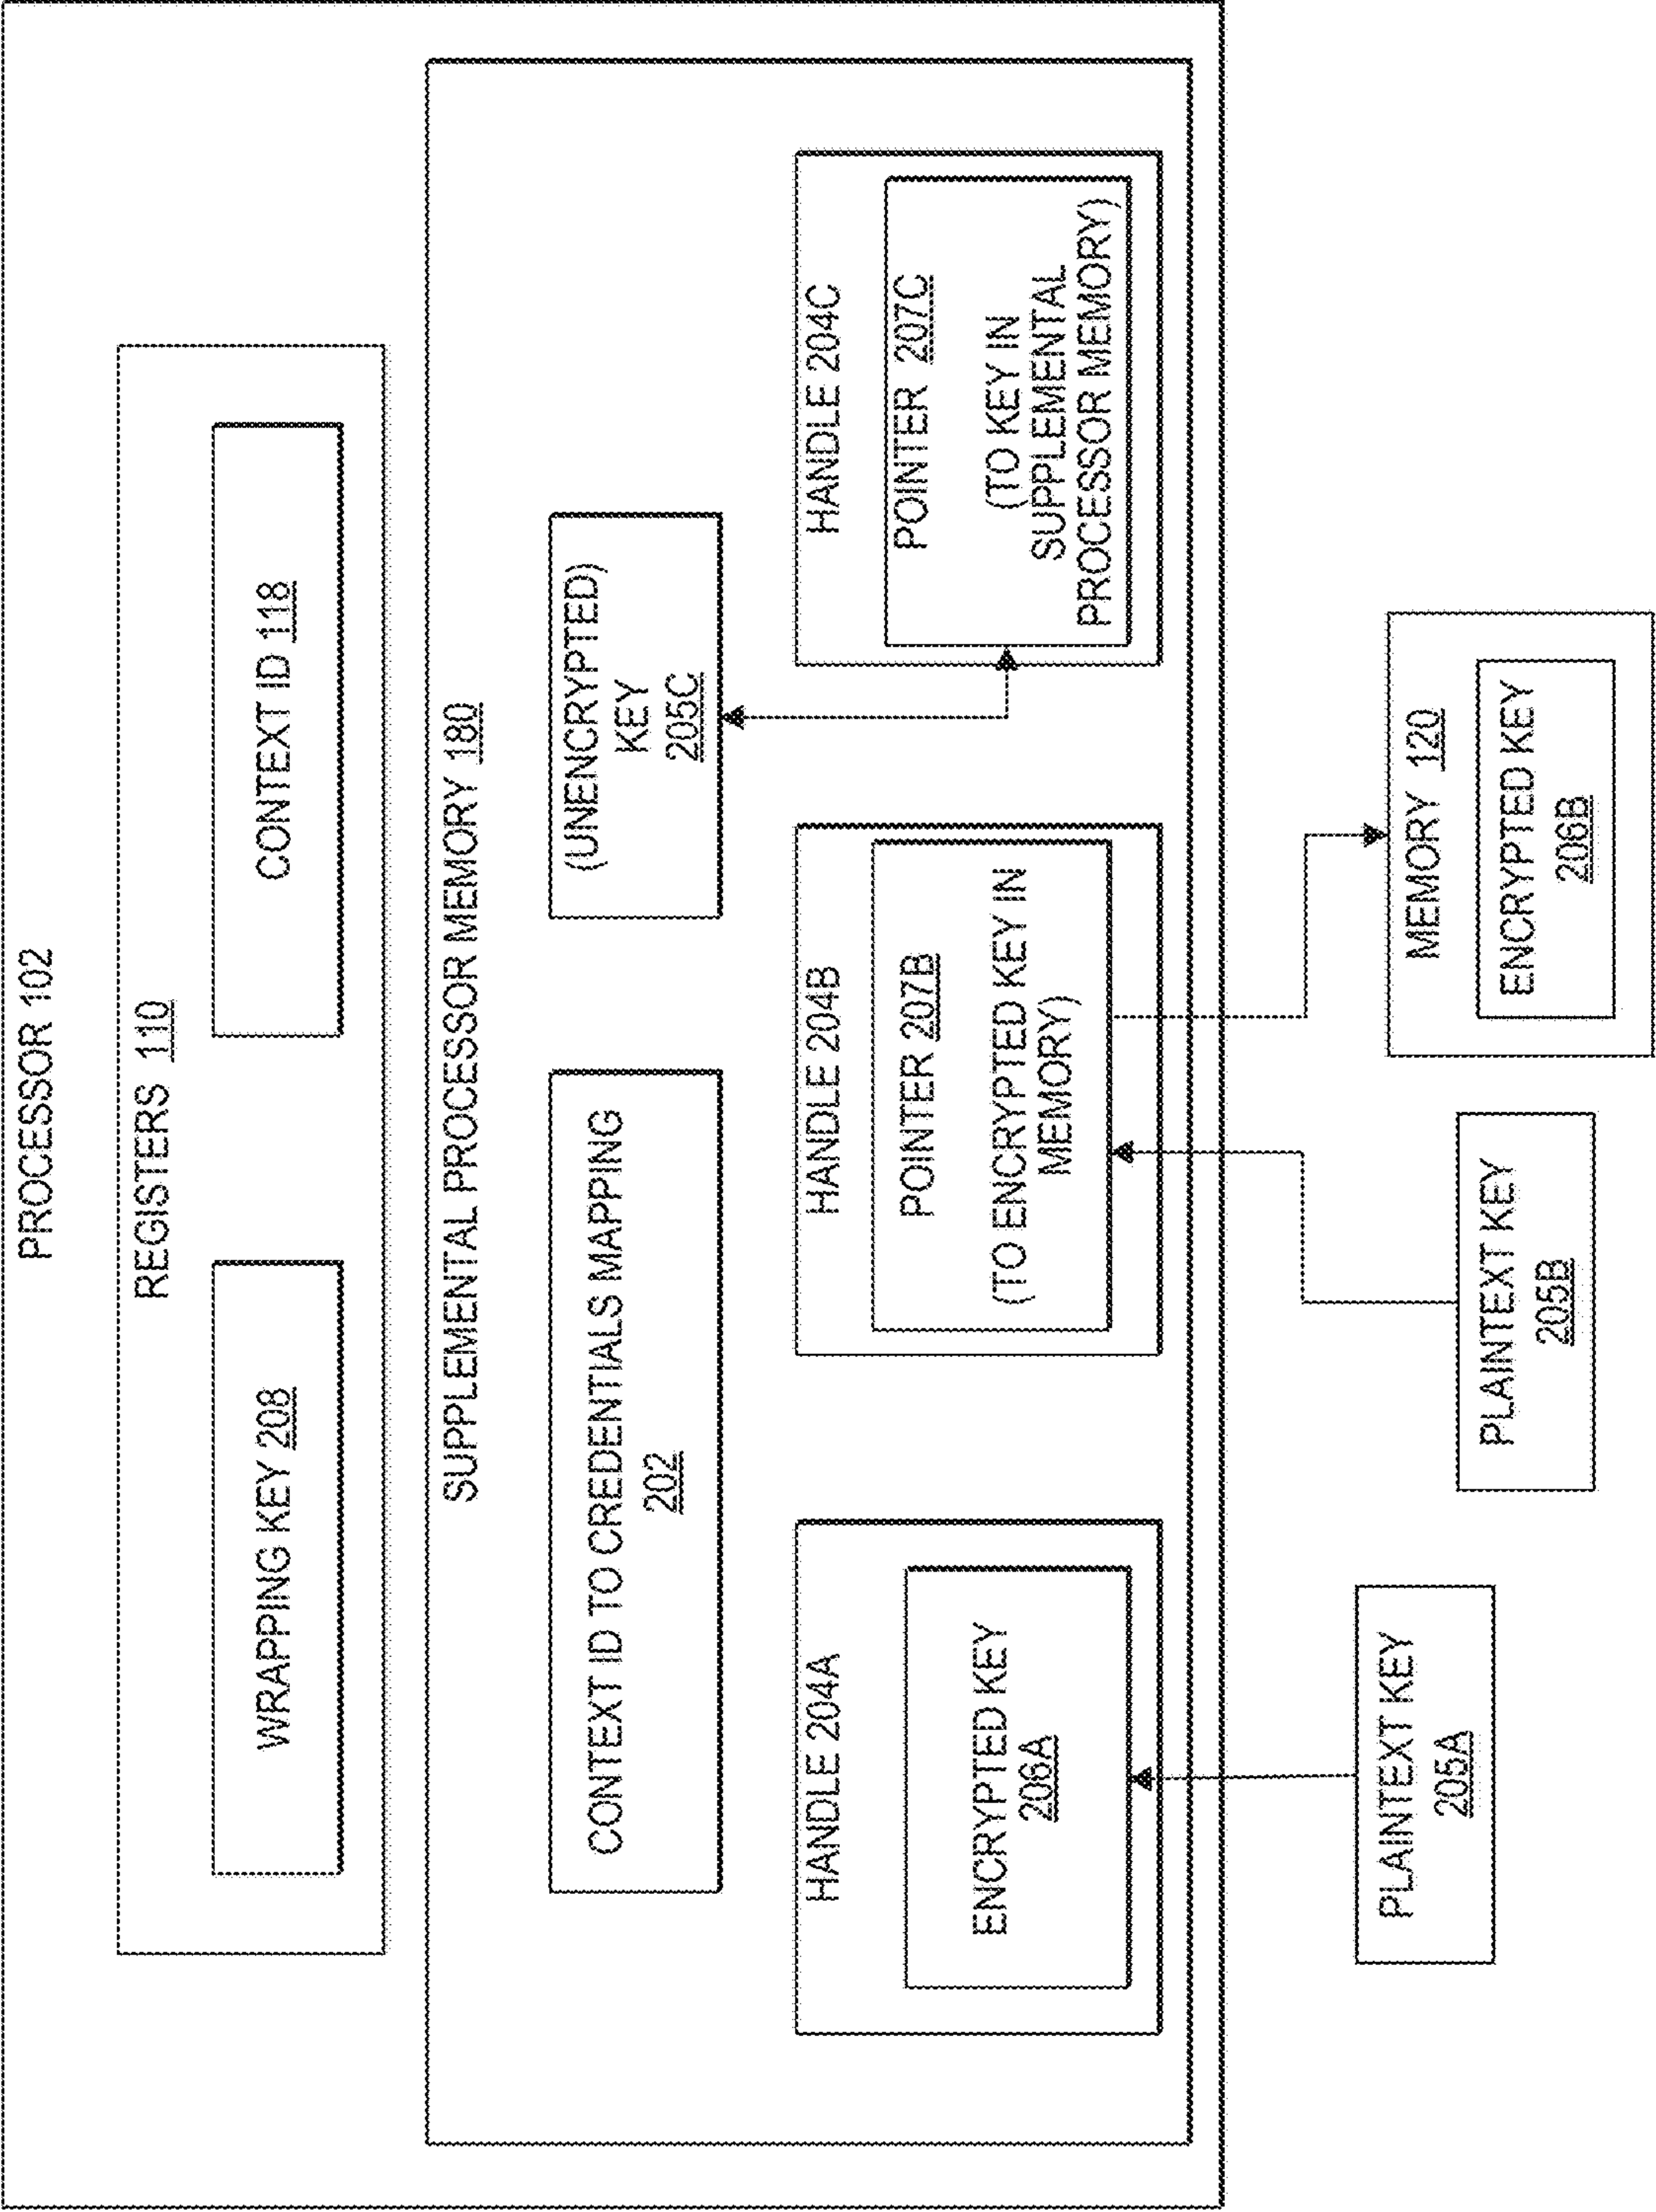 PROCESSOR 102
REGISTERS 110
WRAPPING KEY 208
CONTEXT ID 118
SUPPLEMENTAL PROCESSOR MEMORY 180
CONTEXT ID TO CREDENTIALS MAPPING
202
(UNENCRYPTED)
KEY
205C
HANDLE 204A
ENCRYPTED KEY
206A
HANDLE 204B
POINTER 207B
(TO ENCRYPTED KEY IN
MEMORY)
HANDLE 204C
POINTER 207C
(TO KEY IN
SUPPLEMENTAL
PROCESSOR MEMORY)
PLAINTEXT KEY
205A
PLAINTEXT KEY
205B
MEMORY 120
ENCRYPTED KEY
206B